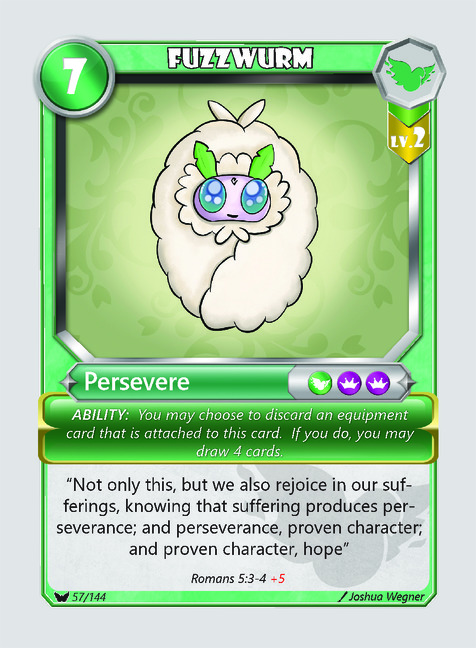 7
FUZZWURM
LV.2
Persevere
ABILITY: You may choose to discard an equipment
card that is attached to this card. If you do, you may
draw 4 cards.
“Not only this, but we also rejoice in our suf-
ferings, knowing that suffering produces per-
severance; and perseverance, proven character;
and proven character, hope”
Romans 5:3-4 +5
57/144
Joshua Wegner